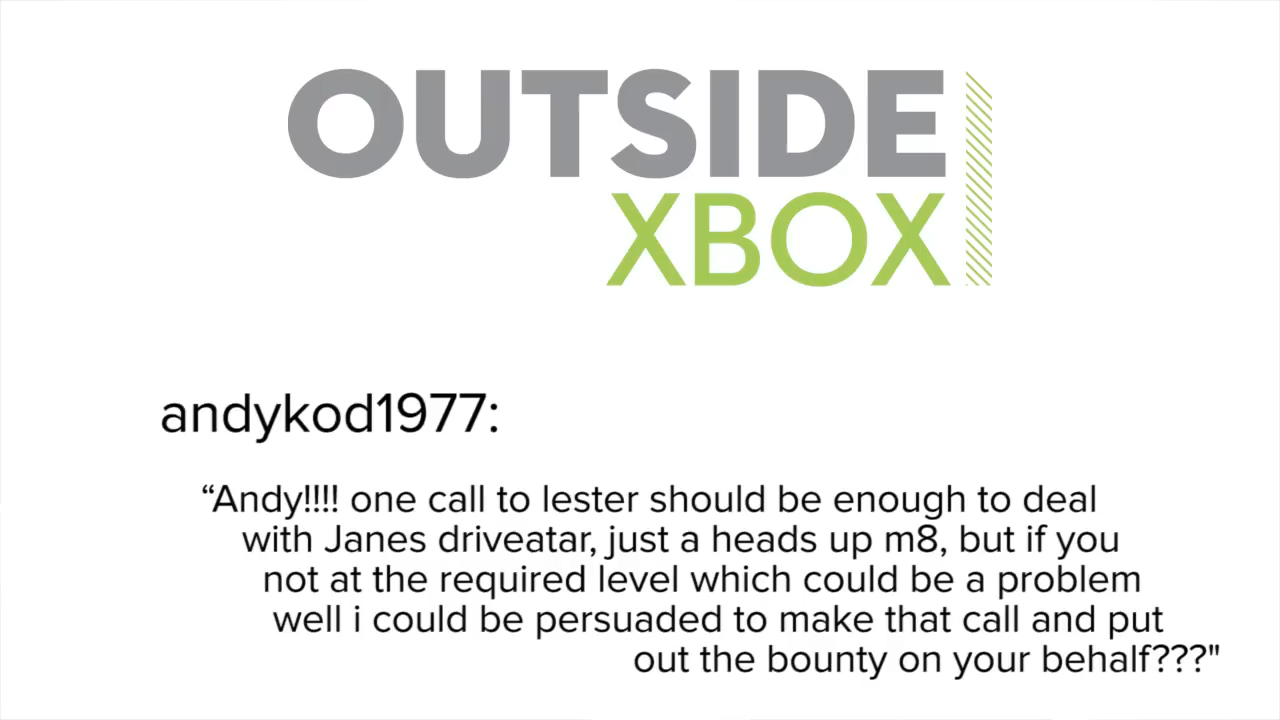 OUTSIDE
XBOX
andykod1977:
“Andy!!!! one call to lester should be enough to deal
with Janes driveatar, just a heads up m8, but if you
not at the required level which could be a problem
well i could be persuaded to make that call and put
out the bounty on your behalf???"